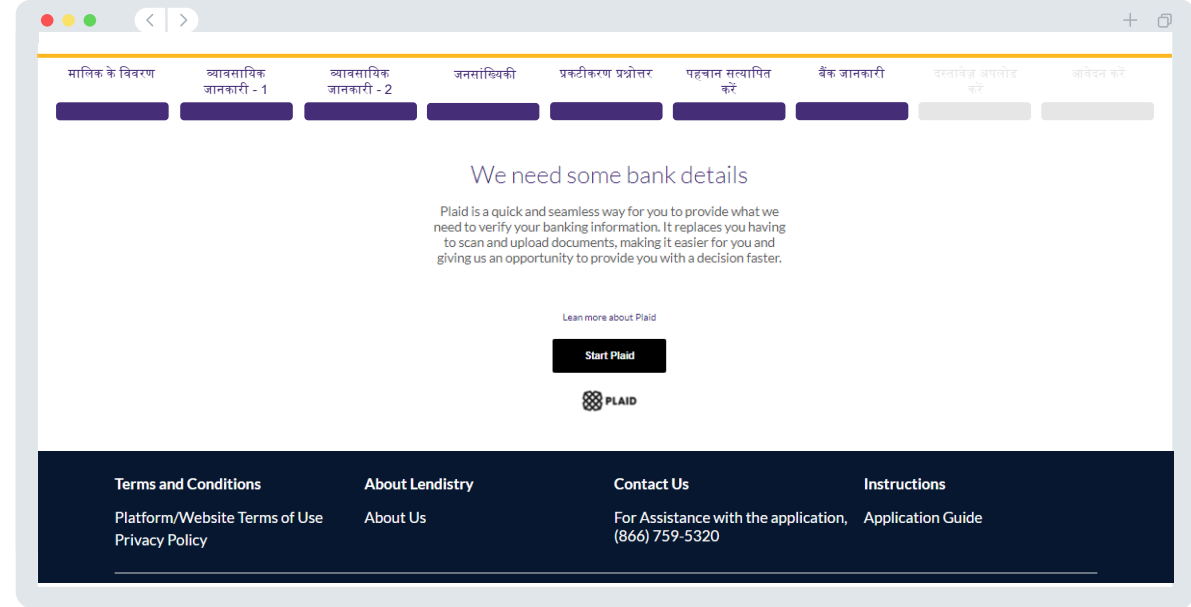 मालिक के विवरण
व्यावसायिक
जानकारी - 1
व्यावसायिक
जानकारी - 2
जनसांख्यिकी
प्रकटीकरण प्रश्नोत्तर
पहचान सत्यापित
करें
बैंक जानकारी
दस्तावेज़ अपलोड
करें
आवेदन करें
We need some bank details
Plaid is a quick and seamless way for you to provide what we
need to verify your banking information. It replaces you having
to scan and upload documents, making it easier for you and
giving us an opportunity to provide you with a decision faster.
Lean more about Plaid
Start Plaid
PLAID
Terms and Conditions
Platform/Website Terms of Use
Privacy Policy
About Lendistry
About Us
Contact Us
For Assistance with the application,
(866) 759-5320
Instructions
Application Guide